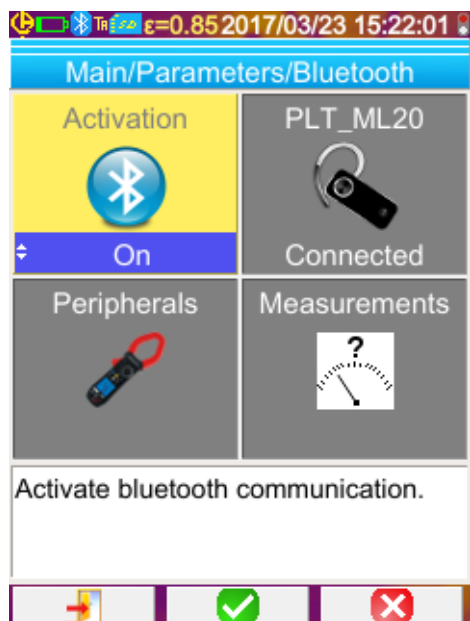 ε=0.85 2017/03/23 15:22:01
Main/Parameters/Bluetooth
Activation
PLT_ML20
On
Connected
Peripherals
Measurements
?
Activate bluetooth communication.